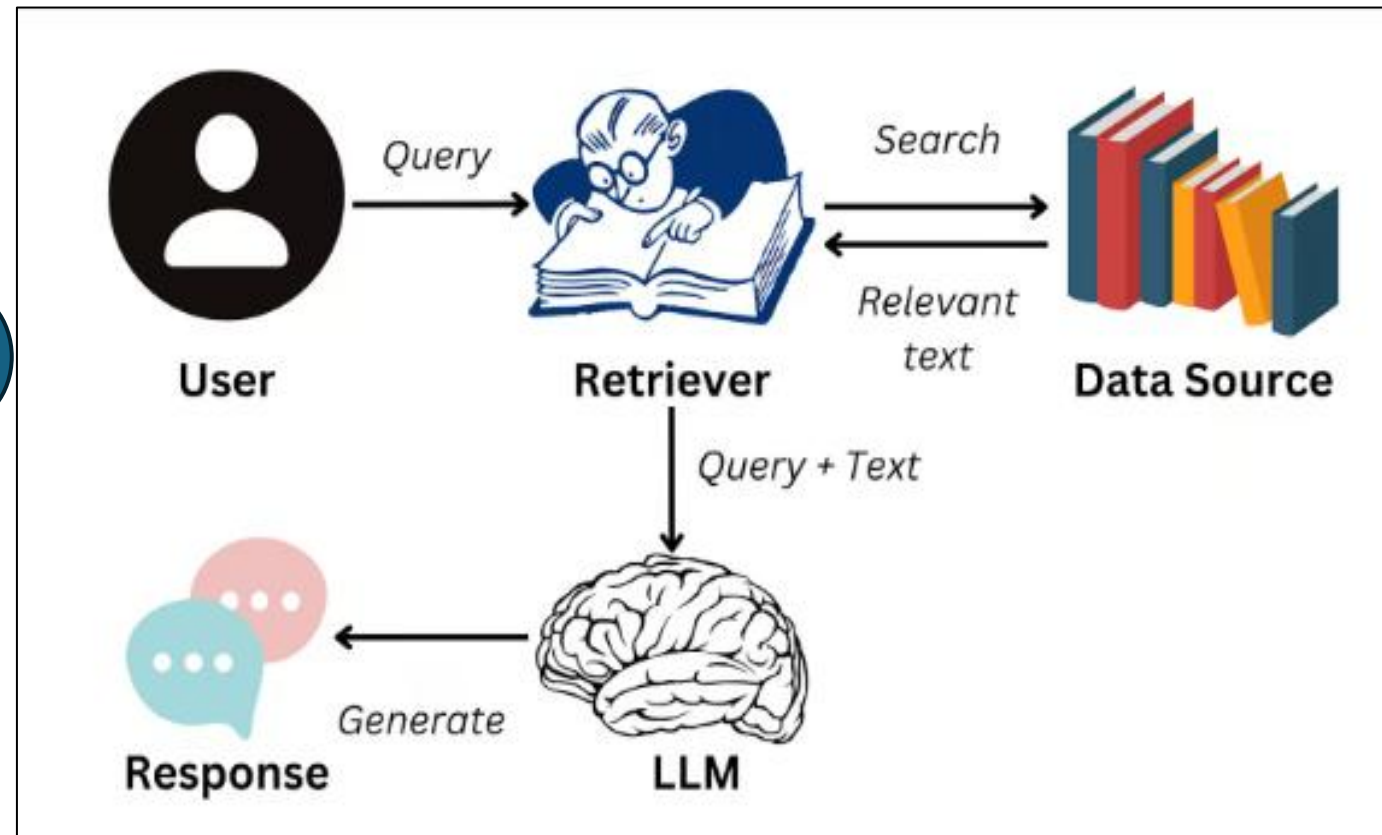 Query
Search
Relevant
text
User
Retriever
Data Source
Query + Text
Generate
Response
LLM